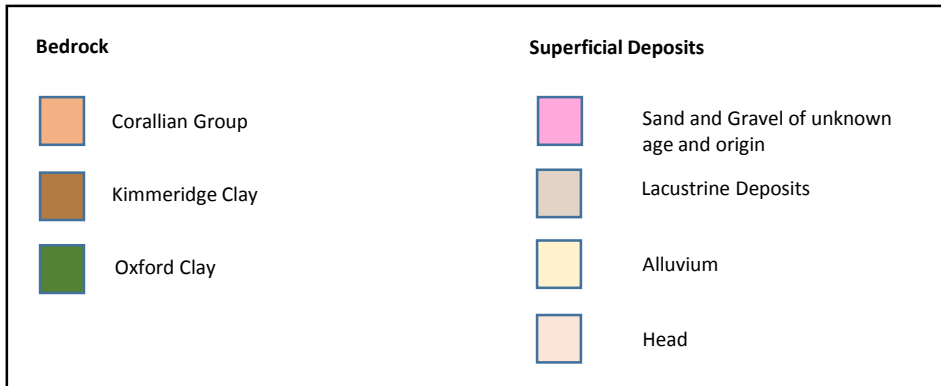 Bedrock
Corallian Group
Kimmeridge Clay
Oxford Clay
Superficial Deposits
Sand and Gravel of unknown
age and origin
Lacustrine Deposits
Alluvium
Head